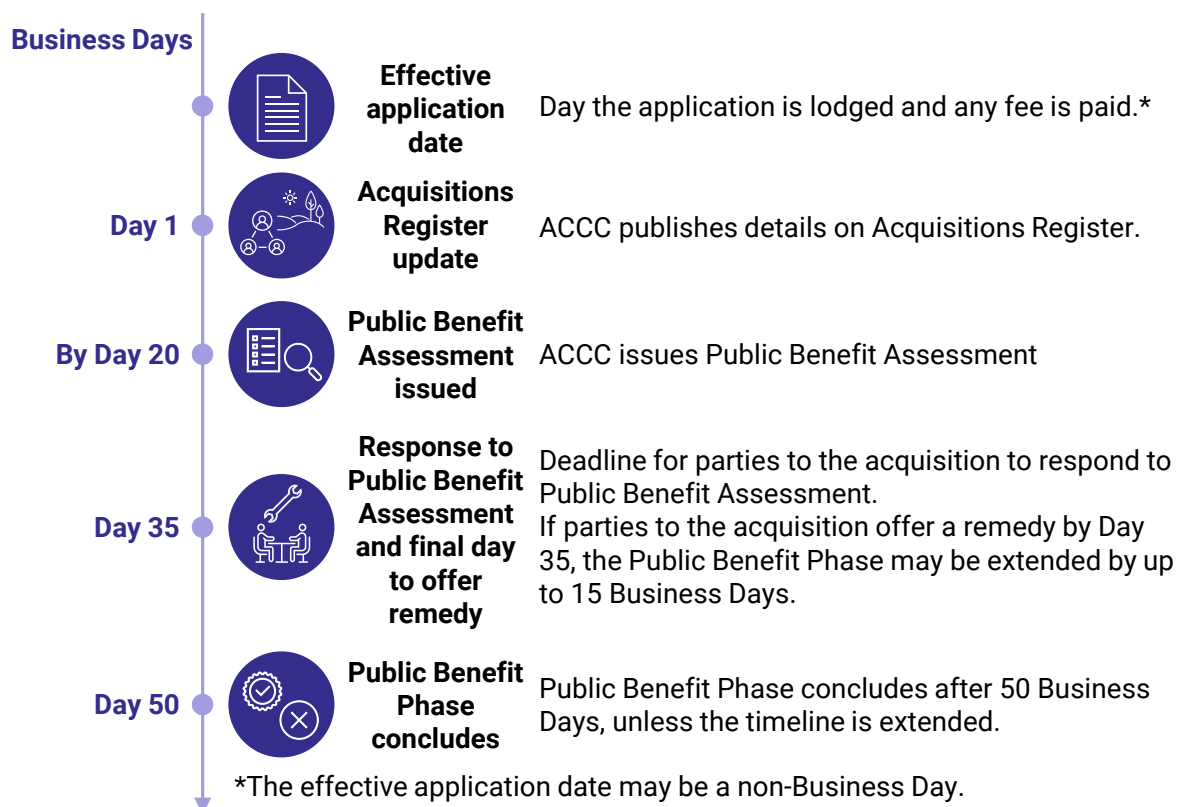 Business Days
Effective
application
date
Day the application is lodged and any fee is paid.*
Day 1
Acquisitions
Register
update
ACCC publishes details on Acquisitions Register.
By Day 20
Public Benefit
Assessment
issued
ACCC issues Public Benefit Assessment
Day 35
Response to
Public Benefit
Assessment
and final day
to offer
remedy
Deadline for parties to the acquisition to respond to
Public Benefit Assessment.
If parties to the acquisition offer a remedy by Day
35, the Public Benefit Phase may be extended by up
to 15 Business Days.
Day 50
Public Benefit
Phase
concludes
Public Benefit Phase concludes after 50 Business
Days, unless the timeline is extended.
*The effective application date may be a non-Business Day.